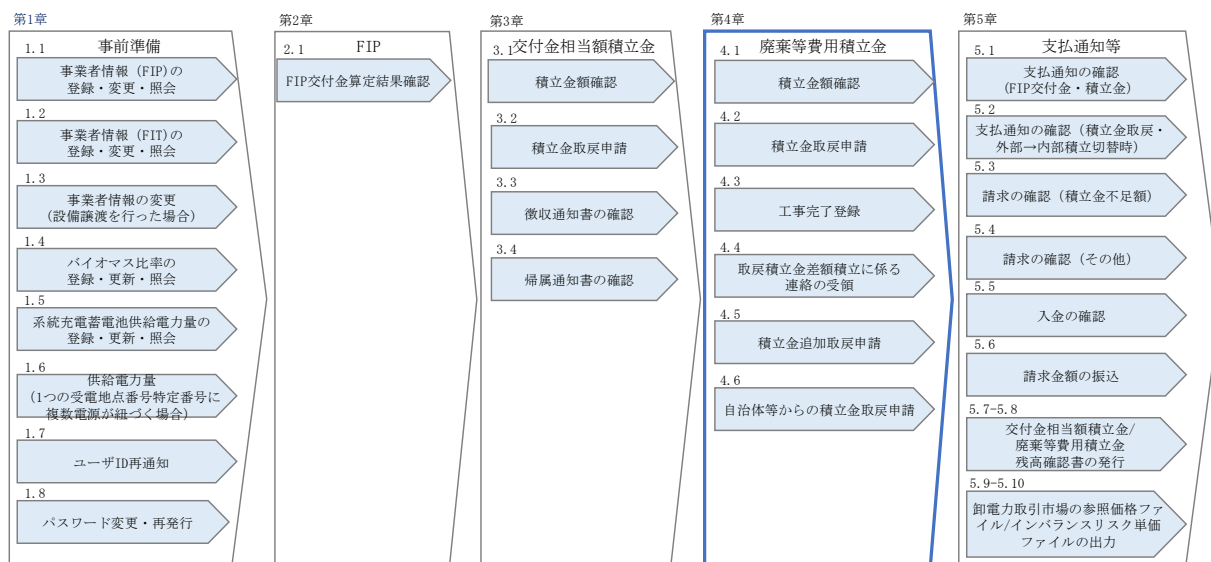 第1章
事前準備
1.1
事業者情報（FIP)の
登録・変更・照会
1.2
事業者情報（FIT)の
登録・変更・照会
1.3
事業者情報の変更
(設備譲渡を行った場合)
1.4
バイオマス比率の
登録・更新・照会
1.5
系統充電蓄電池供給電力量の
登録・更新・照会
1.6
供給電力量
(1つの受電地点番号特定番号に
複数電源が紐づく場合)
1.7
ユーザID再通知
1.8
パスワード変更・再発行
第2章
FIP
2.1
FIP交付金算定結果確認
第3章
交付金相当額積立金
3.1
積立金額確認
3.2
積立金取戻申請
3.3
徴収通知書の確認
3.4
帰属通知書の確認
第4章
廃棄等費用積立金
4.1
積立金額確認
4.2
積立金取戻申請
4.3
工事完了登録
4.4
取戻積立金差額積立に係る
連絡の受領
4.5
積立金追加取戻申請
4.6
自治体等からの積立金取戻申請
第5章
支払通知等
5.1
支払通知の確認
(FIP交付金・積立金)
5.2
支払通知の確認（積立金取戻・
外部→内部積立切替時）
5.3
請求の確認（積立金不足額）
5.4
請求の確認（その他）
5.5
入金の確認
5.6
請求金額の振込
5.7-5.8
交付金相当額積立金/
廃棄等費用積立金
残高確認書の発行
5.9-5.10
卸電力取引市場の参照価格ファ
イル/インバランスリスク単価
ファイルの出力